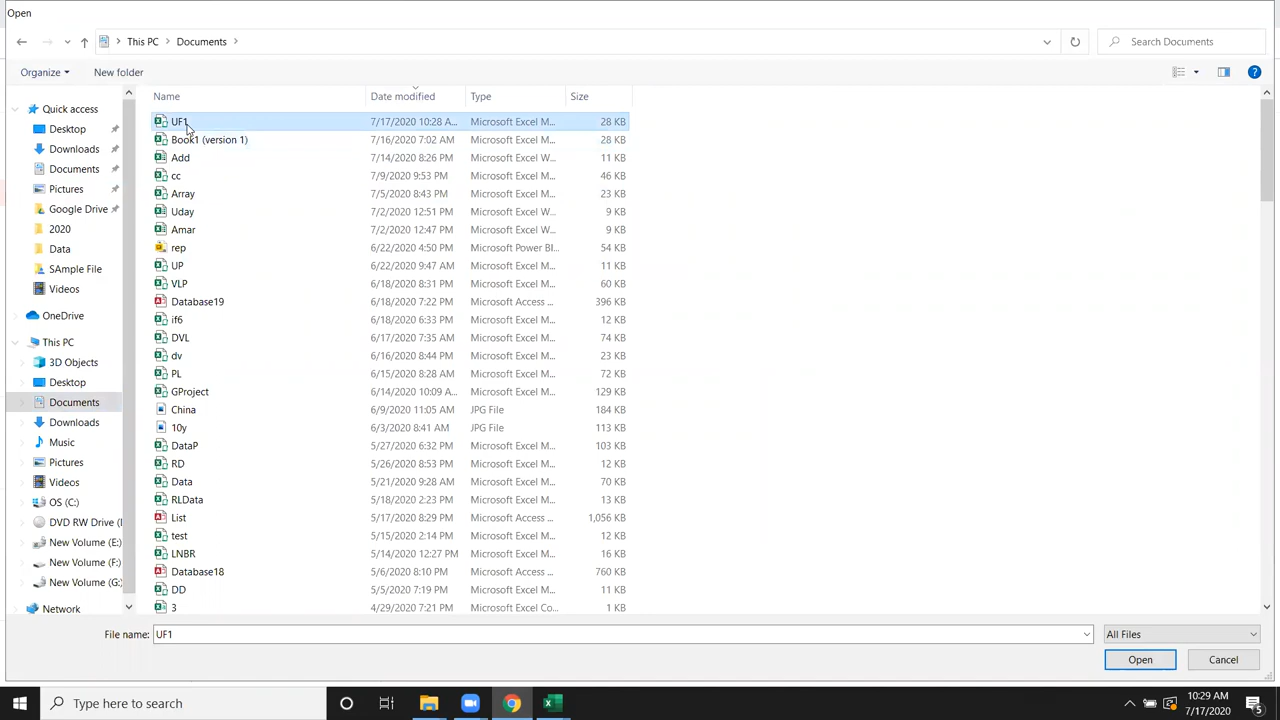 Open
This PC > Documents >
Search Documents
Organize
New folder
Name
Date modified
Type
Size
Quick access
Desktop
Downloads
Documents
Pictures
Google Drive
2020
Data
SAmple File
Videos
OneDrive
This PC
3D Objects
Desktop
Documents
Downloads
Music
Pictures
Videos
OS (C:)
DVD RW Drive (
New Volume (E:)
New Volume (F:)
New Volume (G:)
Network
UF1 7/17/2020 10:28 A... Microsoft Excel M... 28 KB
Book1 (version 1) 7/16/2020 7:02 AM Microsoft Excel M... 28 KB
Add 7/14/2020 8:26 PM Microsoft Excel W... 11 KB
cc 7/9/2020 9:53 PM Microsoft Excel M... 46 KB
Array 7/5/2020 8:43 PM Microsoft Excel M... 23 KB
Uday 7/2/2020 12:51 PM Microsoft Excel W... 9 KB
Amar 7/2/2020 12:47 PM Microsoft Excel W... 9 KB
rep 6/22/2020 4:50 PM Microsoft Power BI... 54 KB
UP 6/22/2020 9:47 AM Microsoft Excel M... 11 KB
VLP 6/18/2020 8:31 PM Microsoft Excel M... 60 KB
Database19 6/18/2020 7:22 PM Microsoft Access ... 396 KB
if6 6/18/2020 6:33 PM Microsoft Excel M... 12 KB
DVL 6/17/2020 7:35 AM Microsoft Excel M... 74 KB
dv 6/16/2020 8:44 PM Microsoft Excel M... 23 KB
PL 6/15/2020 8:28 AM Microsoft Excel M... 72 KB
GProject 6/14/2020 10:09 A... Microsoft Excel M... 129 KB
China 6/9/2020 11:05 AM JPG File 184 KB
10y 6/3/2020 8:41 AM JPG File 113 KB
DataP 5/27/2020 6:32 PM Microsoft Excel M... 103 KB
RD 5/26/2020 8:53 PM Microsoft Excel M... 12 KB
Data 5/21/2020 9:28 AM Microsoft Excel M... 70 KB
RLData 5/18/2020 2:23 PM Microsoft Excel M... 13 KB
List 5/17/2020 8:29 PM Microsoft Access ... 1,056 KB
test 5/15/2020 2:14 PM Microsoft Excel M... 12 KB
LNBR 5/14/2020 12:27 PM Microsoft Excel M... 16 KB
Database18 5/6/2020 8:10 PM Microsoft Access ... 760 KB
DD 5/5/2020 7:19 PM Microsoft Excel M... 11 KB
3 4/29/2020 7:21 PM Microsoft Excel Co... 1 KB
File name: UF1
All Files
Open
Cancel
Type here to search
10:29 AM
7/17/2020
5